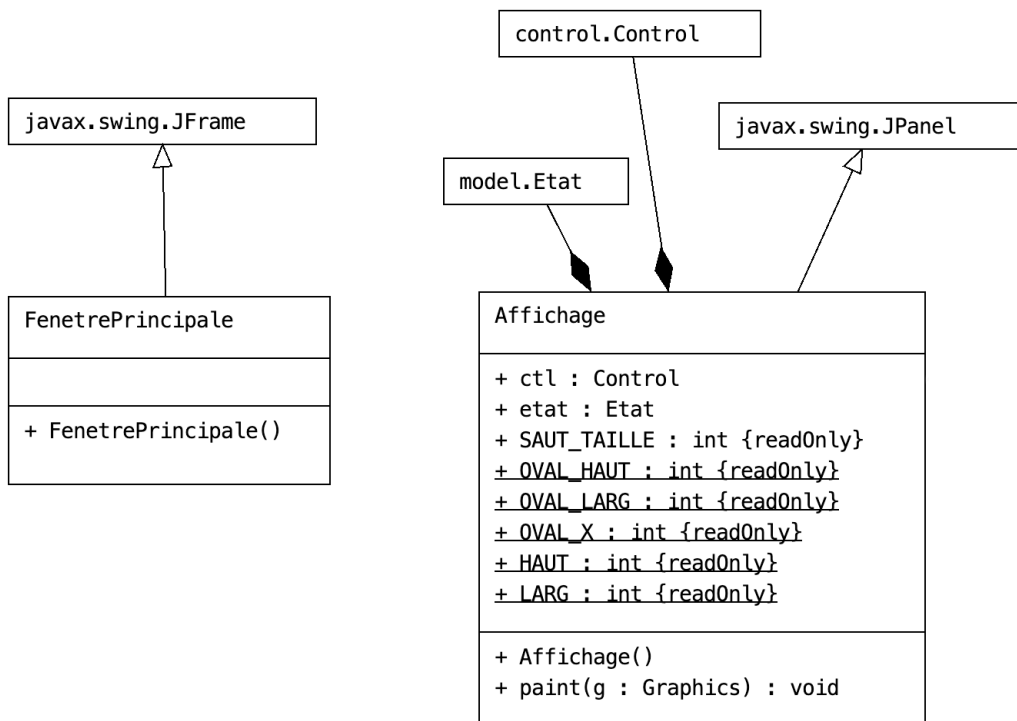 control.Control
javax.swing.JFrame
javax.swing.JPanel
model.Etat
FenetrePrincipale
+ FenetrePrincipale()
Affichage
+ ctl : Control
+ etat : Etat
+ SAUT_TAILLE : int {readOnly}
+ OVAL_HAUT : int {readOnly}
+ OVAL_LARG : int {readOnly}
+ OVAL_X : int {readOnly}
+ HAUT : int {readOnly}
+ LARG : int {readOnly}
+ Affichage()
+ paint(g : Graphics) : void